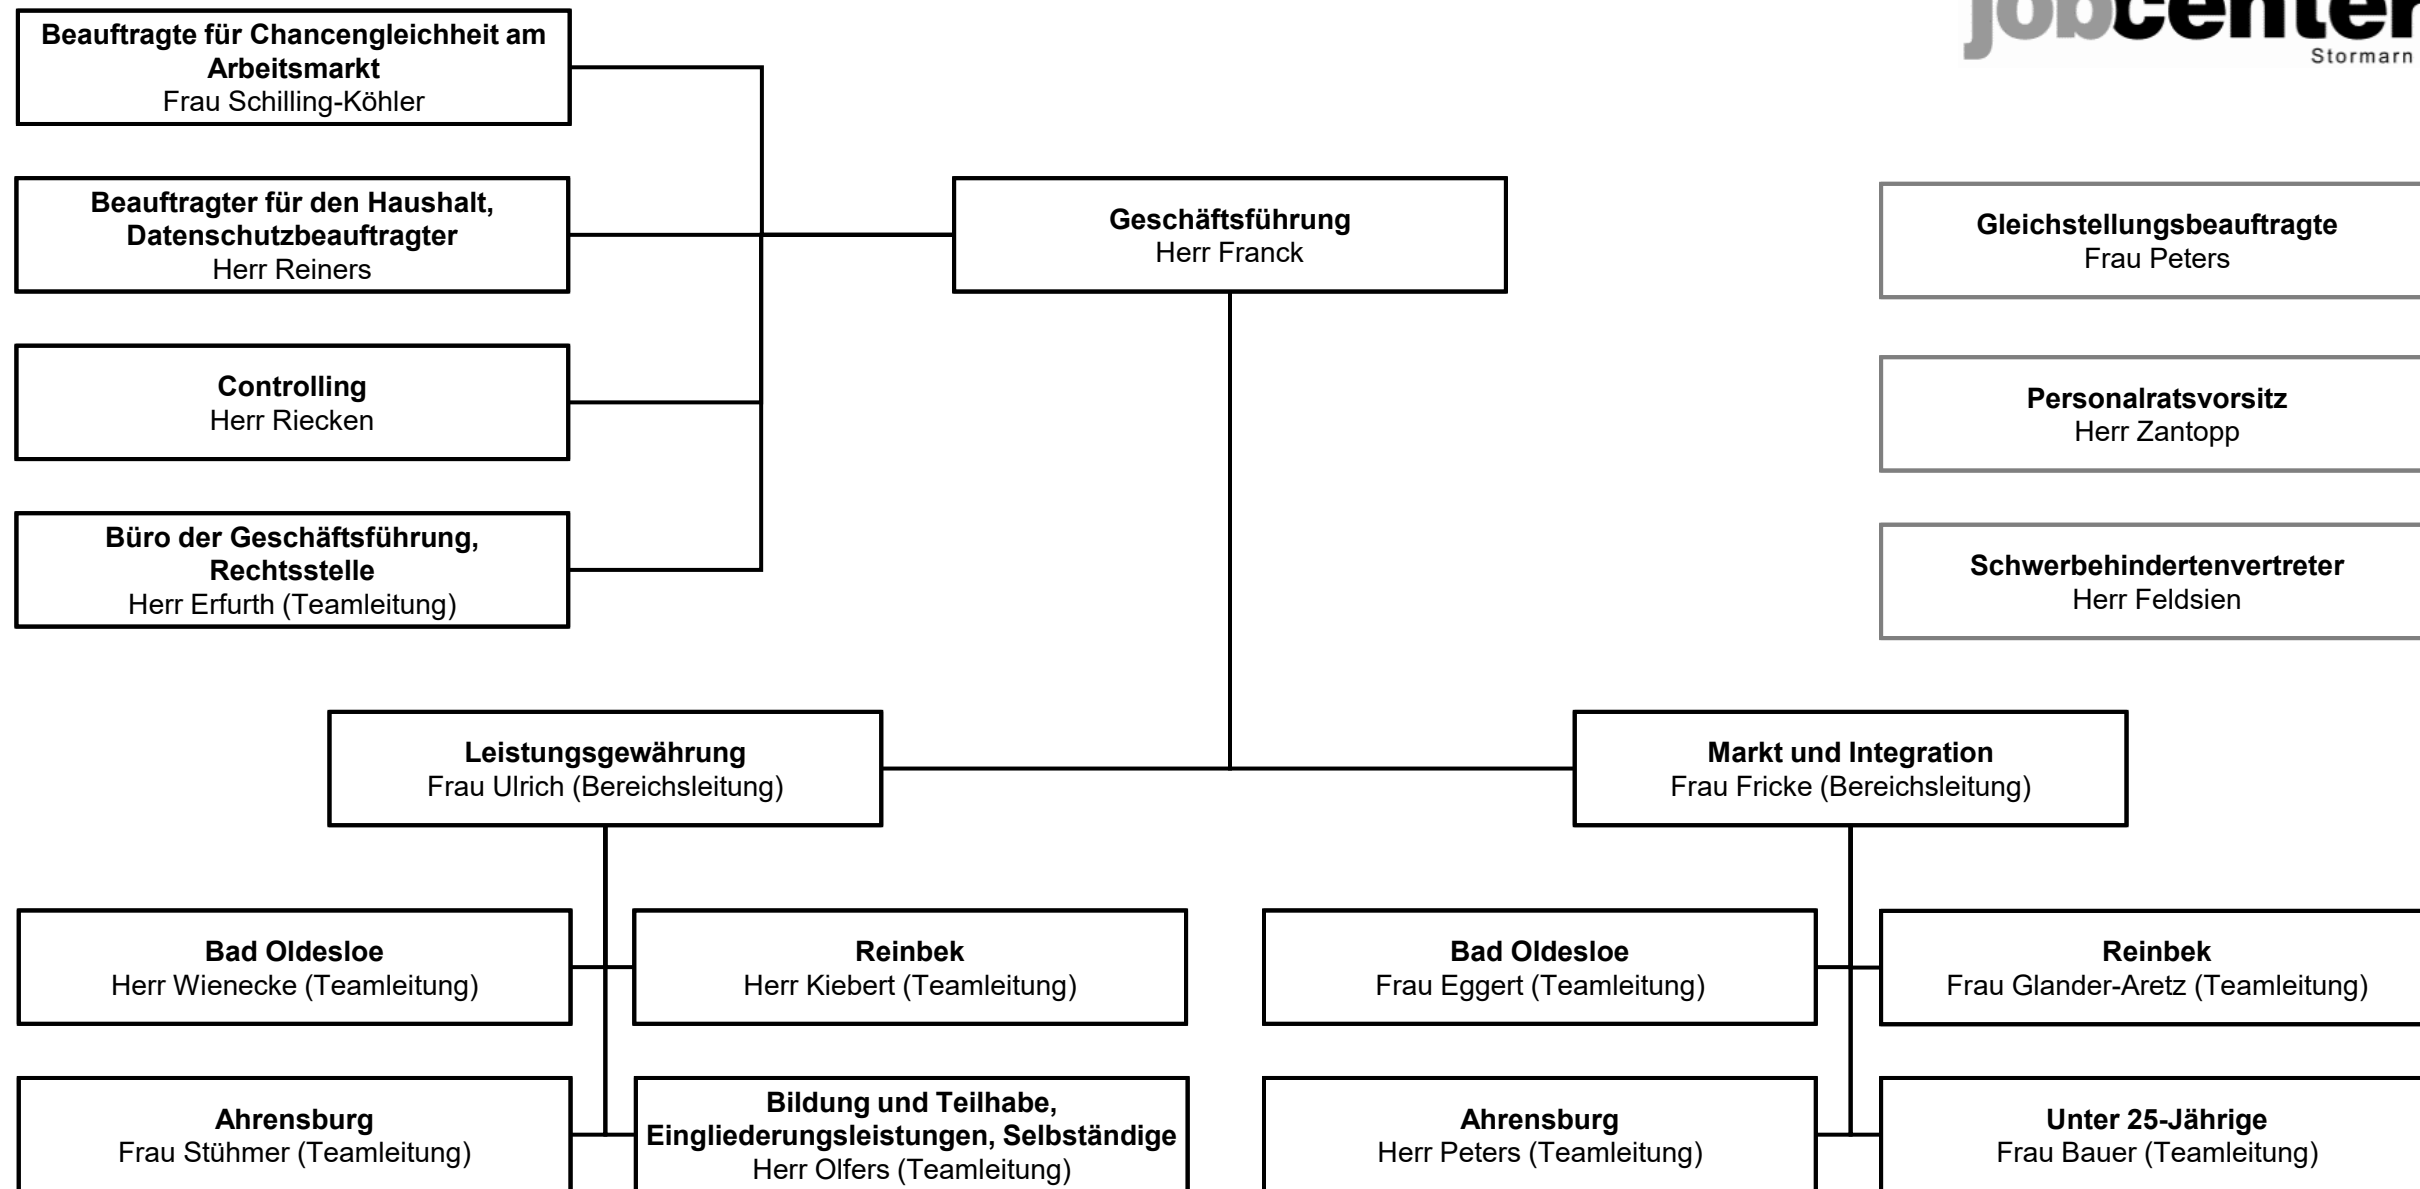 jobcenter
Stormarn
Beauftragte für Chancengleichheit am
Arbeitsmarkt
Frau Schilling-Köhler
Beauftragter für den Haushalt,
Datenschutzbeauftragter
Herr Reiners
Geschäftsführung
Herr Franck
Gleichstellungsbeauftragte
Frau Peters
Controlling
Herr Riecken
Personalratsvorsitz
Herr Zantopp
Büro der Geschäftsführung,
Rechtsstelle
Herr Erfurth (Teamleitung)
Schwerbehindertenvertreter
Herr Feldsien
Leistungsgewährung
Frau Ulrich (Bereichsleitung)
Markt und Integration
Frau Fricke (Bereichsleitung)
Bad Oldesloe
Herr Wienecke (Teamleitung)
Reinbek
Herr Kiebert (Teamleitung)
Bad Oldesloe
Frau Eggert (Teamleitung)
Reinbek
Frau Glander-Aretz (Teamleitung)
Ahrensburg
Frau Stühmer (Teamleitung)
Bildung und Teilhabe,
Eingliederungsleistungen, Selbständige
Herr Olfers (Teamleitung)
Ahrensburg
Herr Peters (Teamleitung)
Unter 25-Jährige
Frau Bauer (Teamleitung)